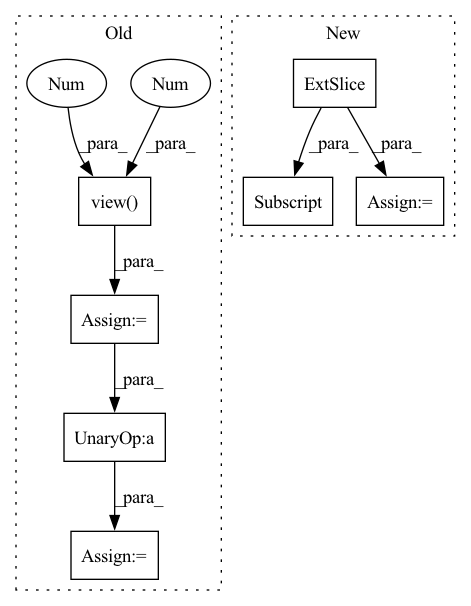 Old
Num
Num
_para_
_para_
view()
_para_
Assign:=
_para_
UnaryOp:a
_para_
Assign:=
New
ExtSlice
_para_
_para_
Subscript
Assign:=